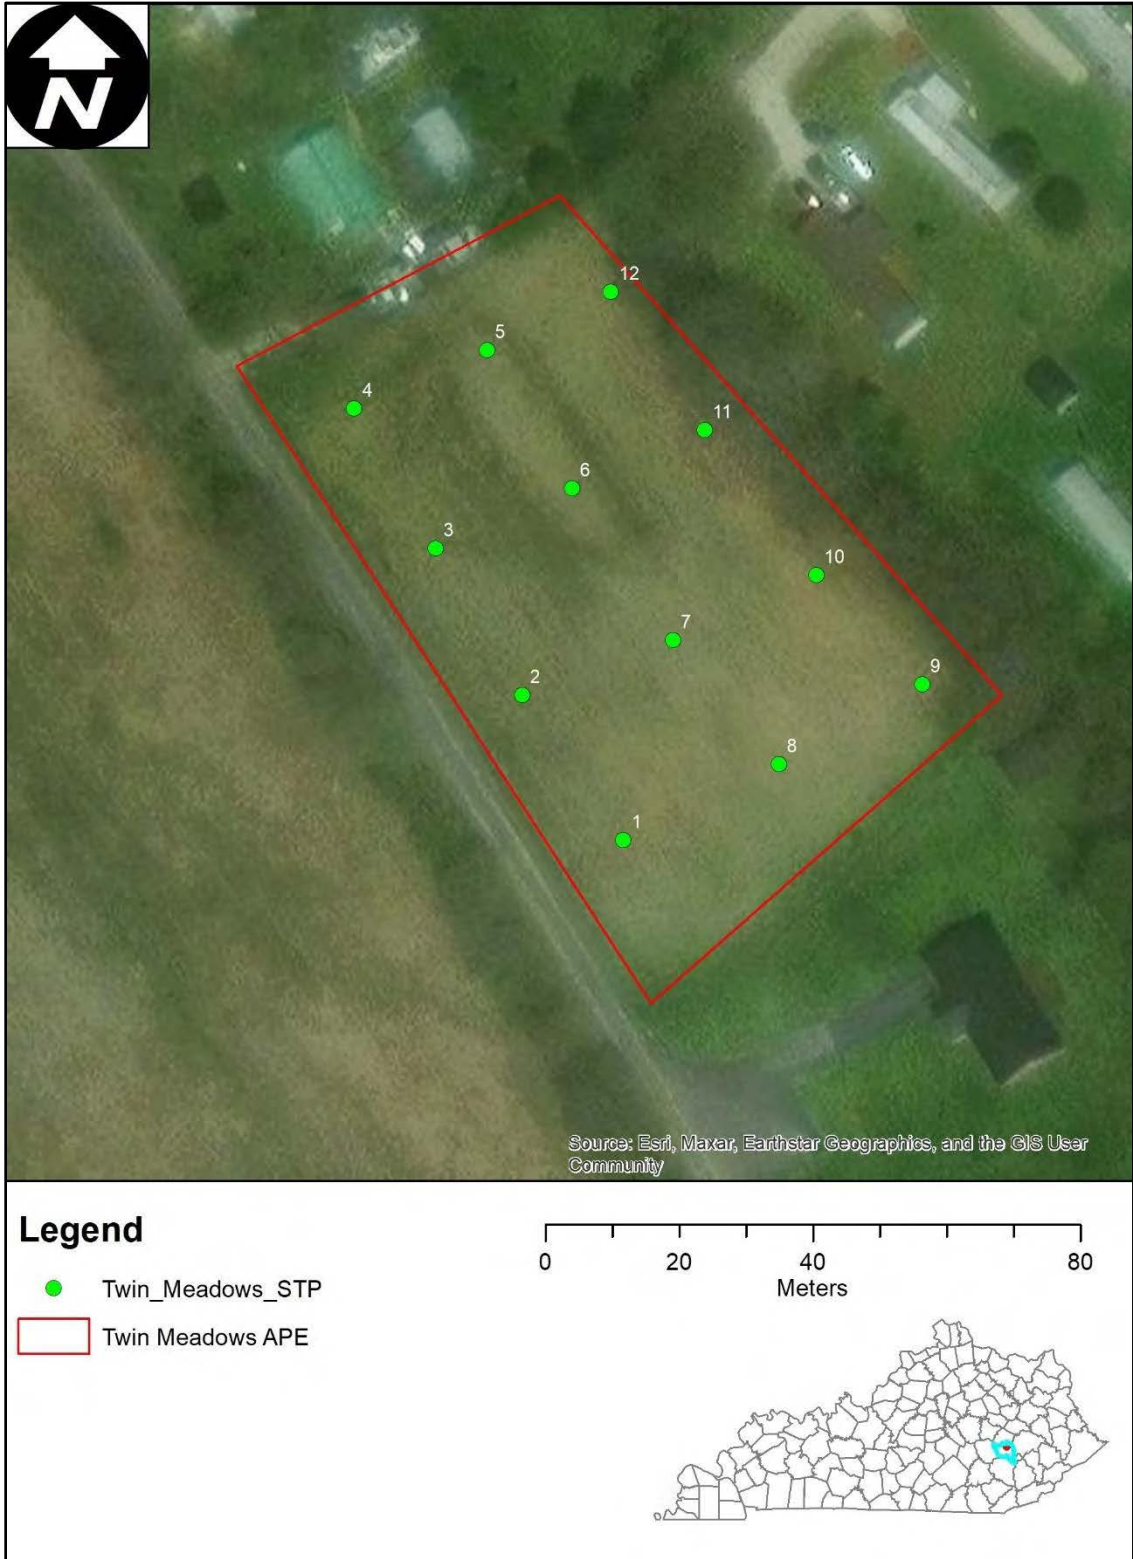 N
12
5
4
11
6
3
10
7
9
2
8
1
Source: Esri, Maxar, Earthstar Geographics, and the GIS User
Community
Legend
Twin_Meadows_STP
Twin Meadows APE
0 20 40 80
Meters